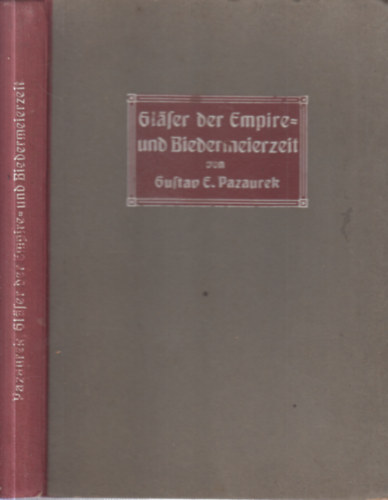 Pazaurek, Gläser der Empire- und Biedermeierzeit
Gläser der Empire-
und Biedermeierzeit
von
Gustav E. Pazaurek